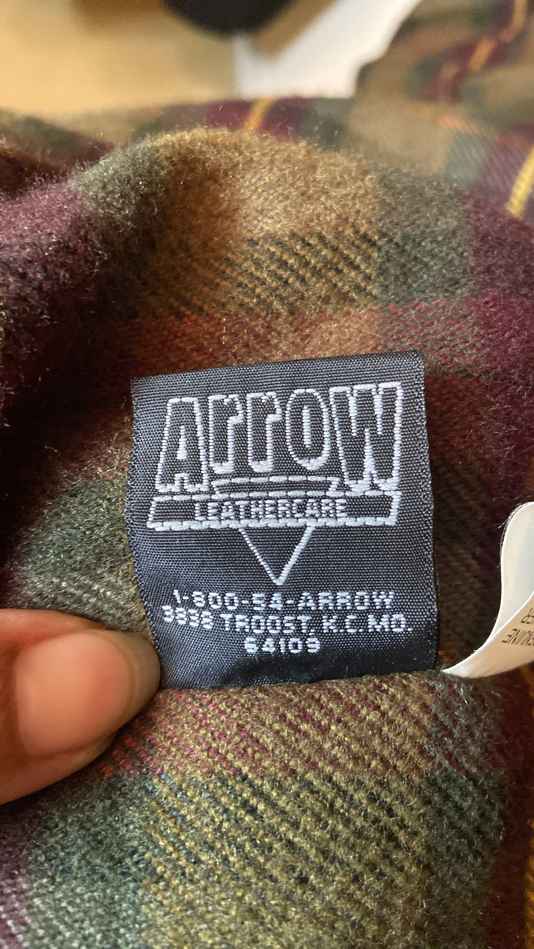 Arrow
LEATHERCARE
1-800-54-ARROW
3838 TROOST K.C. MO.
64109